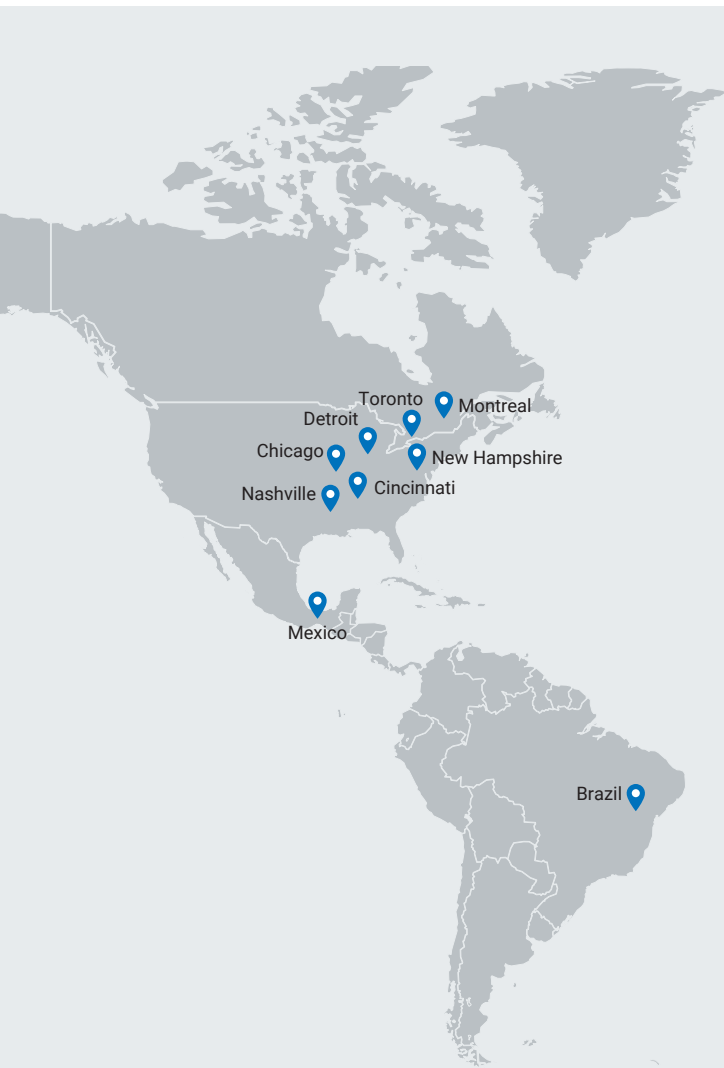 Toronto
Montreal
Detroit
Chicago
New Hampshire
Cincinnati
Nashville
Mexico
Brazil